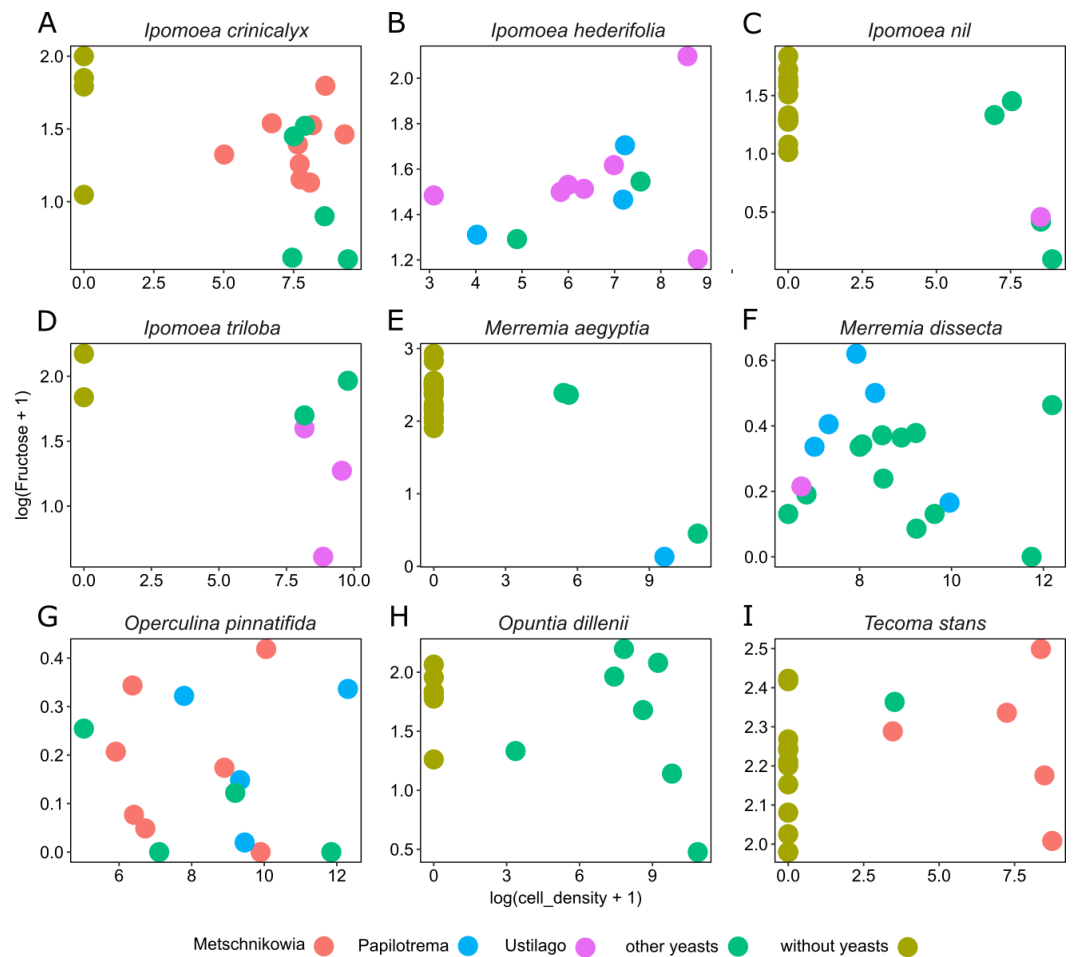 A Ipomoea crinicalyx
2.0
1.5
1.0
0.0 2.5 5.0 7.5
B Ipomoea hederifolia
2.0
1.8
1.6
1.4
1.2
3 4 5 6 7 8 9
C Ipomoea nil
1.5
1.0
0.5
0.0 2.5 5.0 7.5
D Ipomoea triloba
2.0
1.5
1.0
0.0 2.5 5.0 7.5 10.0
E Merremia aegyptia
3
2
1
0
0 3 6 9
F Merremia dissecta
0.6
0.4
0.2
0.0
8 10 12
log(Fructose + 1)
G Operculina pinnatifida
0.4
0.3
0.2
0.1
0.0
6 8 10 12
H Opuntia dillenii
2.0
1.5
1.0
0.5
0 3 6 9
I Tecoma stans
2.5
2.4
2.3
2.2
2.1
2.0
0.0 2.5 5.0 7.5
log(cell_density + 1)
Metschnikowia Papilotrema Ustilago other yeasts without yeasts